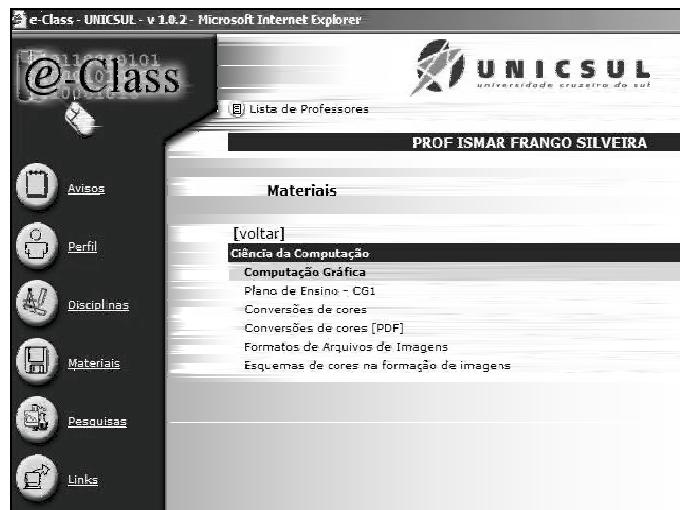 e-Class - UNICSUL - v 1.0.2 - Microsoft Internet Explorer
@-Class
UNICSUL
universidade cruzeiro do sul
Lista de Professores
PROF ISMAR FRANGO SILVEIRA
Avisos
Perfil
Disciplinas
Materiais
Pesquisas
Links
Materiais
[voltar]
Ciência da Computação
Computação Gráfica
Plano de Ensino - CG1
Conversões de cores
Conversões de cores [PDF]
Formatos de Arquivos de Imagens
Esquemas de cores na formação de imagens